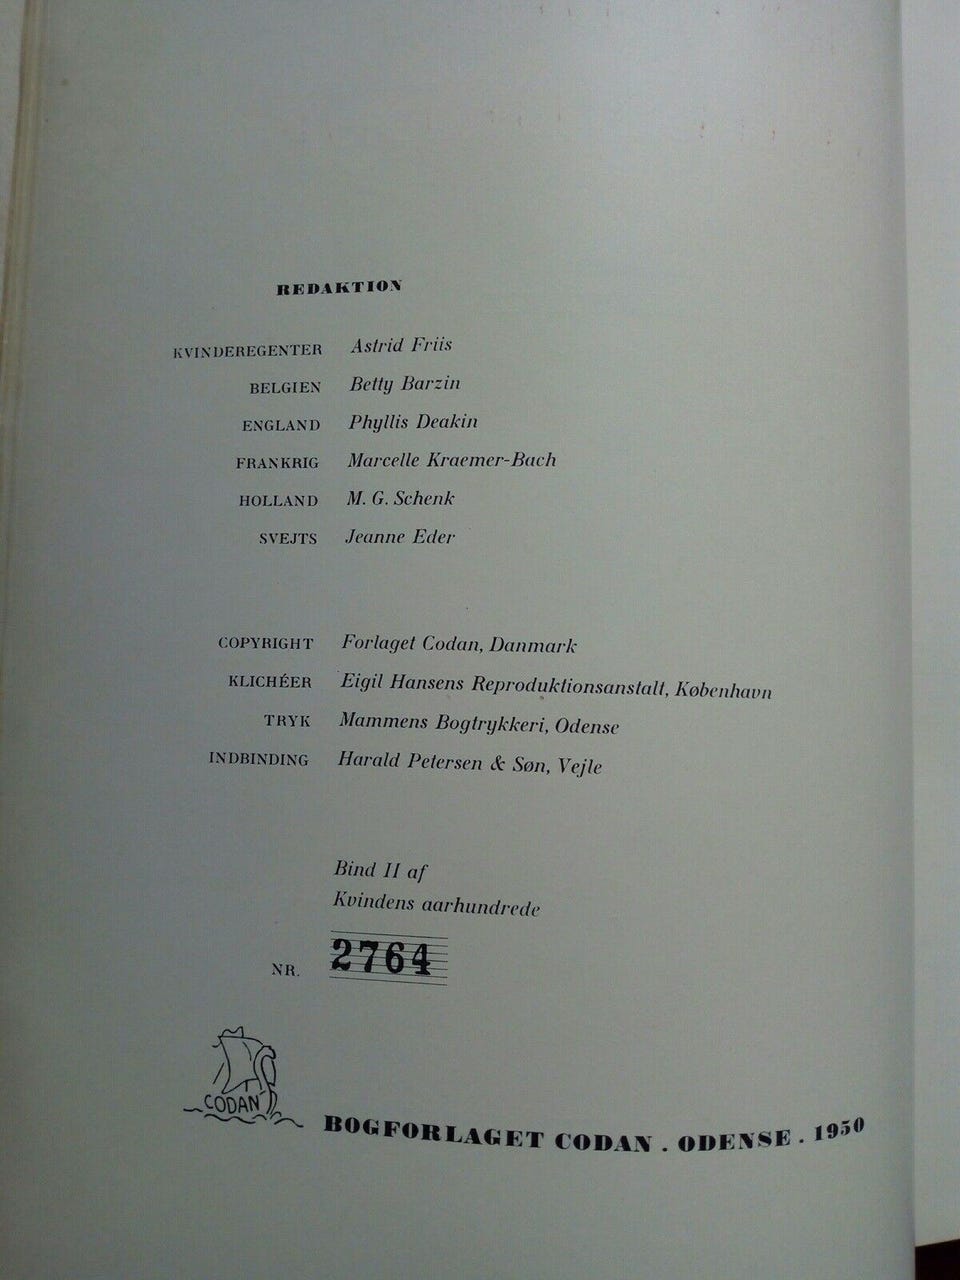 REDAKTION
KVINDEREGENTER Astrid Friis
BELGIEN Betty Barzin
ENGLAND Phyllis Deakin
FRANKRIG Marcelle Kraemer-Bach
HOLLAND M. G. Schenk
SVEJTS Jeanne Eder
COPYRIGHT Forlaget Codan, Danmark
KLICHÉER Eigil Hansens Reproduktionsanstalt, København
TRYK Mammens Bogtrykkeri, Odense
INDBINDING Harald Petersen & Søn, Vejle
Bind II af
Kvindens aarhundrede
NR. 2764
CODAN
BOGFORLAGET CODAN . ODENSE . 1950